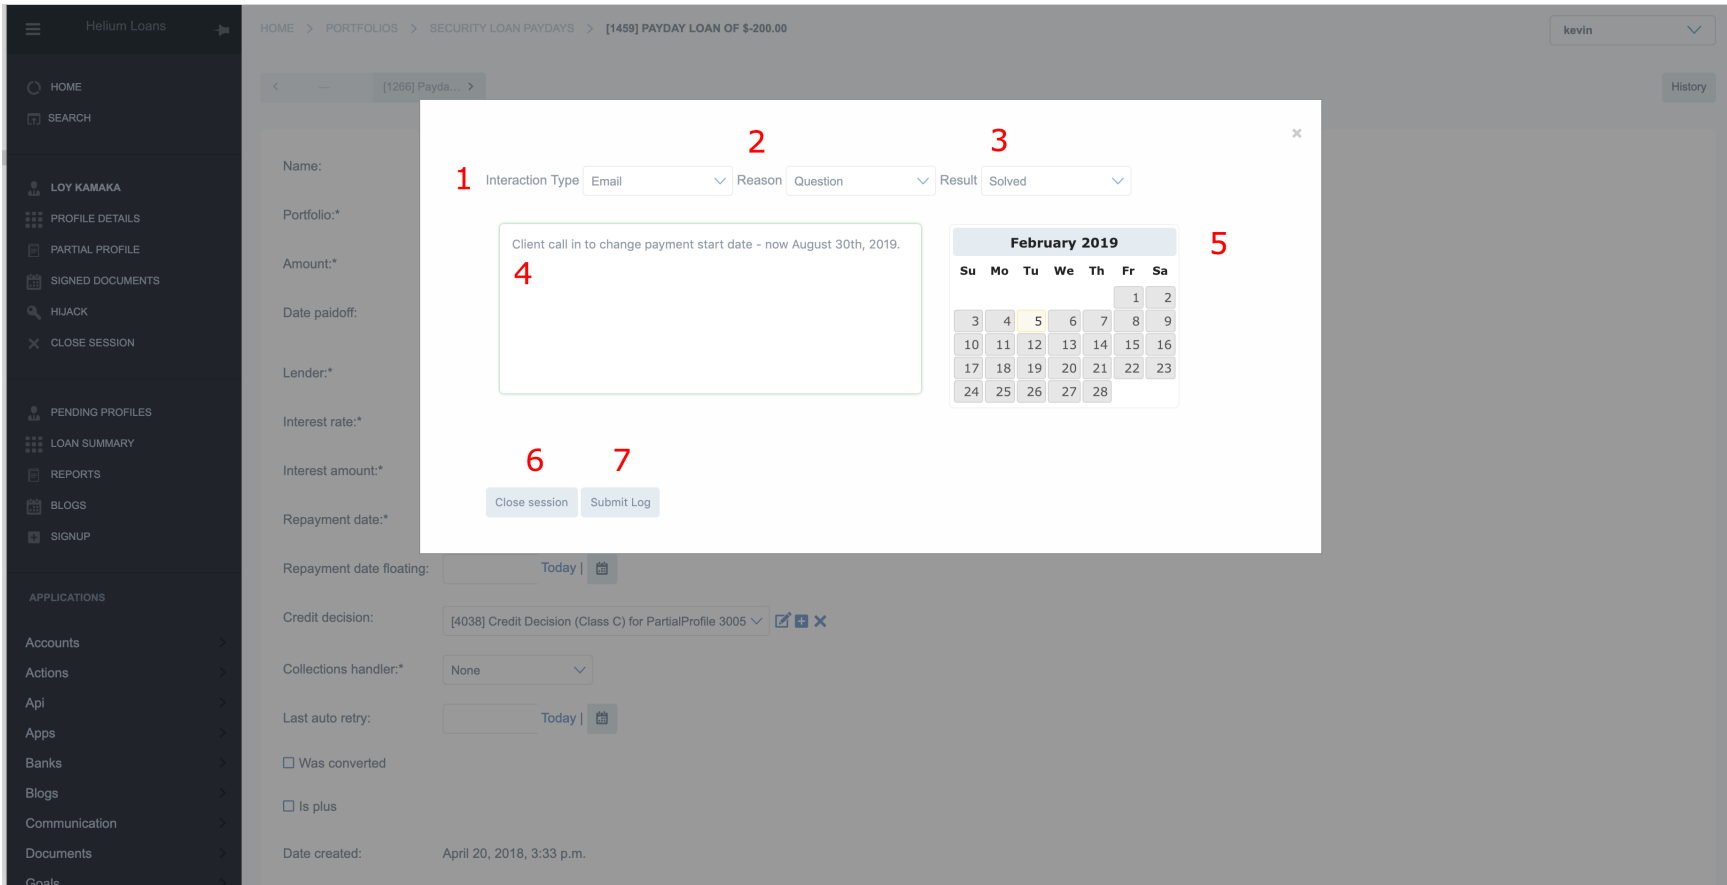 Helium Loans
HOME > PORTFOLIOS > SECURITY LOAN PAYDAYS > [1459] PAYDAY LOAN OF $-200.00
kevin
HOME
SEARCH
LOY KAMAKA
PROFILE DETAILS
PARTIAL PROFILE
SIGNED DOCUMENTS
HIJACK
CLOSE SESSION
PENDING PROFILES
LOAN SUMMARY
REPORTS
BLOGS
SIGNUP
APPLICATIONS
Accounts
Actions
Api
Apps
Banks
Blogs
Communication
Documents
Goals
< — [1266] Payda... >
History
Name:
Portfolio:*
Amount:*
Date paidoff:
Lender:*
Interest rate:*
Interest amount:*
Repayment date:*
Repayment date floating: Today |
Credit decision: [4038] Credit Decision (Class C) for PartialProfile 3005
Collections handler:* None
Last auto retry: Today |
Was converted
Is plus
Date created: April 20, 2018, 3:33 p.m.
×
2 3
1 Interaction Type Email Reason Question Result Solved
Client call in to change payment start date - now August 30th, 2019.
4
February 2019
5
Su Mo Tu We Th Fr Sa
1 2
3 4 5 6 7 8 9
10 11 12 13 14 15 16
17 18 19 20 21 22 23
24 25 26 27 28
6 7
Close session Submit Log